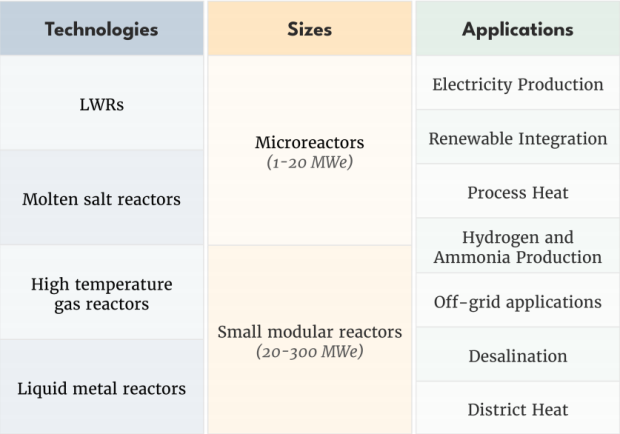 Technologies
LWRs
Molten salt reactors
High temperature
gas reactors
Liquid metal reactors
Sizes
Microreactors
(1-20 MWe)
Small modular reactors
(20-300 MWe)
Applications
Electricity Production
Renewable Integration
Process Heat
Hydrogen and
Ammonia Production
Off-grid applications
Desalination
District Heat